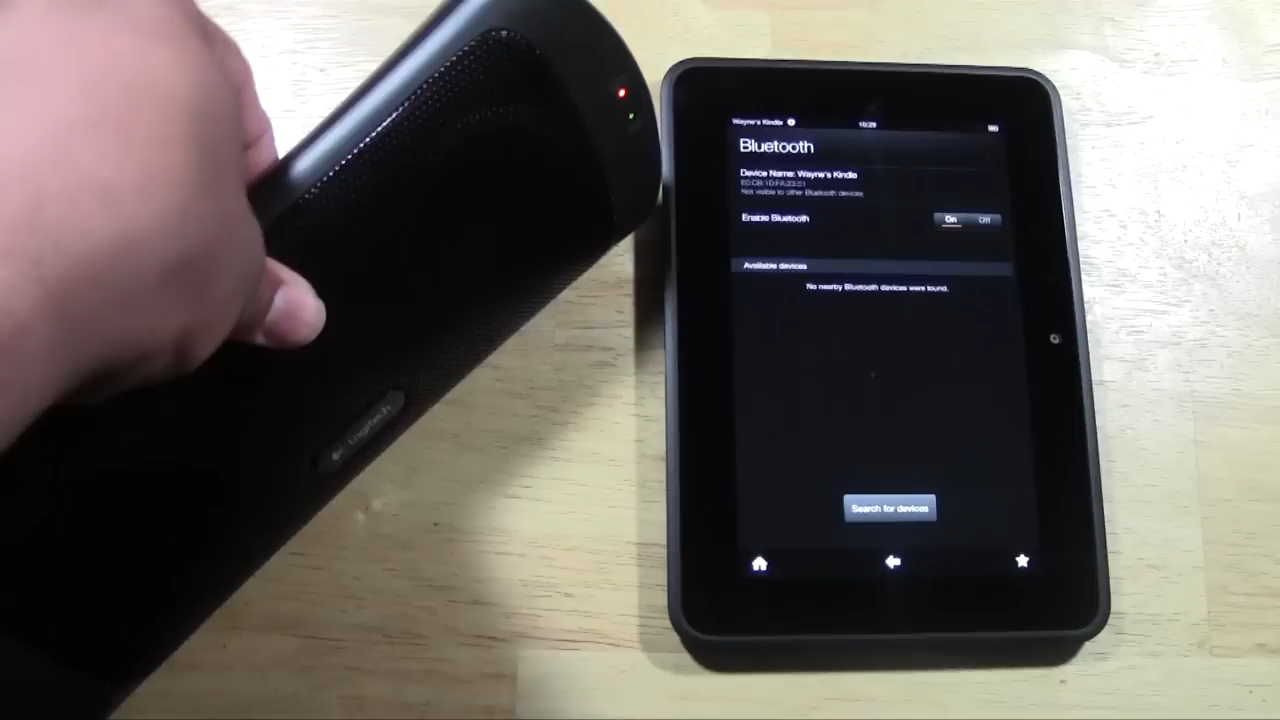 Wayne's Kindle
10:29
Bluetooth
Device Name: Wayne's Kindle
Not visible to other Bluetooth devices
Enable Bluetooth
On Off
Available devices
No nearby Bluetooth devices were found.
Search for devices
Logitech